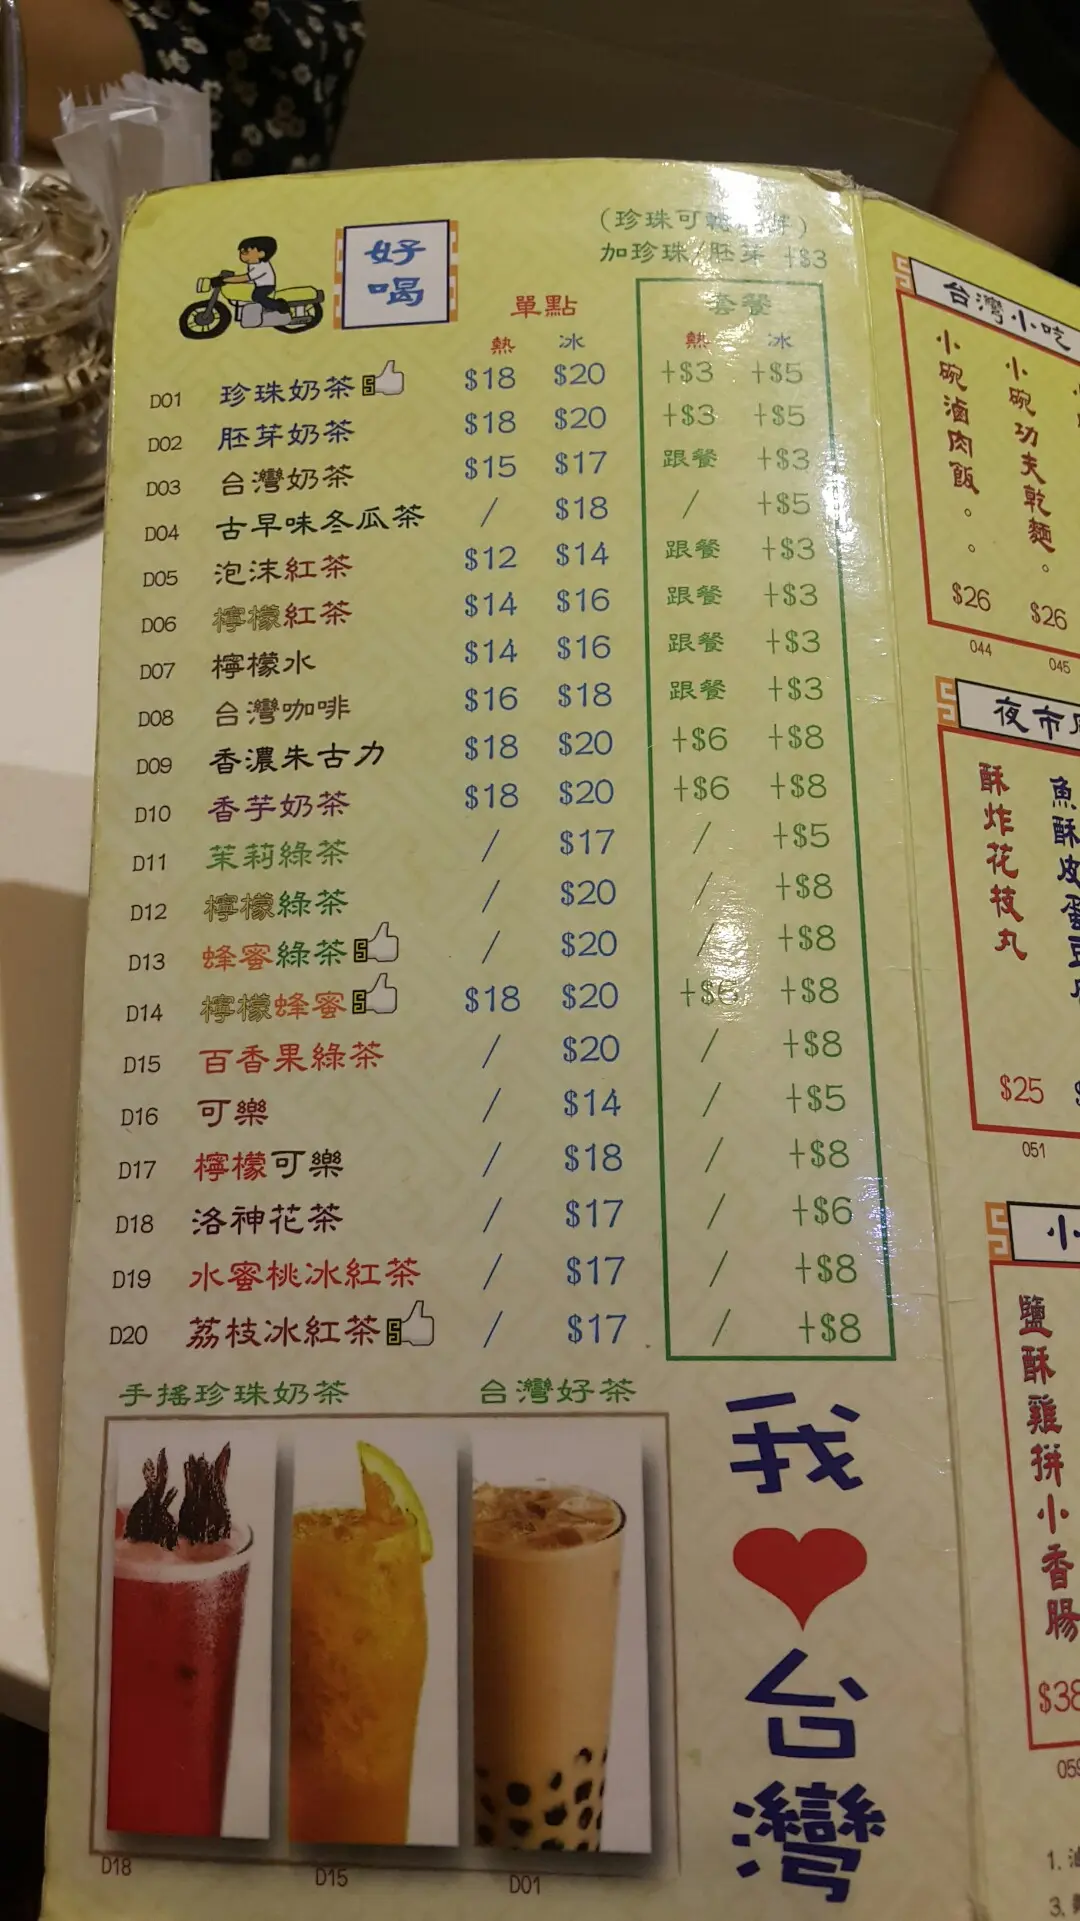 好喝
(珍珠可
加珍珠/胚芽 +$3
單點 套餐
熱 冰 熱 冰
D01 珍珠奶茶 $18 $20 +$3 +$5
D02 胚芽奶茶 $18 $20 +$3 +$5
D03 台灣奶茶 $15 $17 跟餐 +$3
D04 古早味冬瓜茶 / $18 / +$5
D05 泡沫紅茶 $12 $14 跟餐 +$3
D06 檸檬紅茶 $14 $16 跟餐 +$3
D07 檸檬水 $14 $16 跟餐 +$3
D08 台灣咖啡 $16 $18 跟餐 +$3
D09 香濃朱古力 $18 $20 +$6 +$8
D10 香芋奶茶 $18 $20 +$6 +$8
D11 茉莉綠茶 / $17 / +$5
D12 檸檬綠茶 / $20 / +$8
D13 蜂蜜綠茶 / $20 / +$8
D14 檸檬蜂蜜 $18 $20 +$6 +$8
D15 百香果綠茶 / $20 / +$8
D16 可樂 / $14 / +$5
D17 檸檬可樂 / $18 / +$8
D18 洛神花茶 / $17 / +$6
D19 水蜜桃冰紅茶 / $17 / +$8
D20 荔枝冰紅茶 / $17 / +$8
手搖珍珠奶茶 台灣好茶
D18 D15 D01
我
台
灣
台灣小吃
小碗滷肉飯。。 $26
044
小碗功夫乾麵。 $26
045
夜市
酥炸花枝丸 $25
051
魚酥皮蛋豆
小
鹽酥雞拼小香腸 $38
059
1.
3.